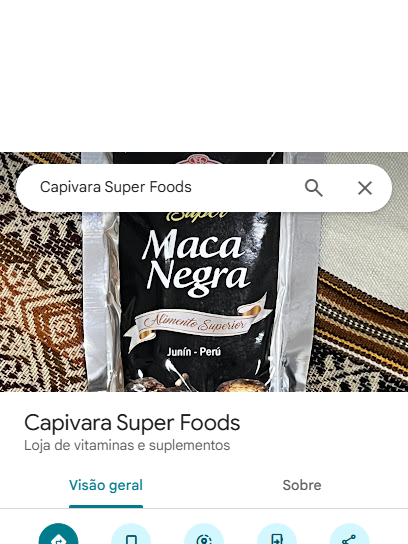 Capivara Super Foods
Super
Maca
Negra
Alimento Superior
Junín - Perú
Capivara Super Foods
Loja de vitaminas e suplementos
Visão geral
Sobre